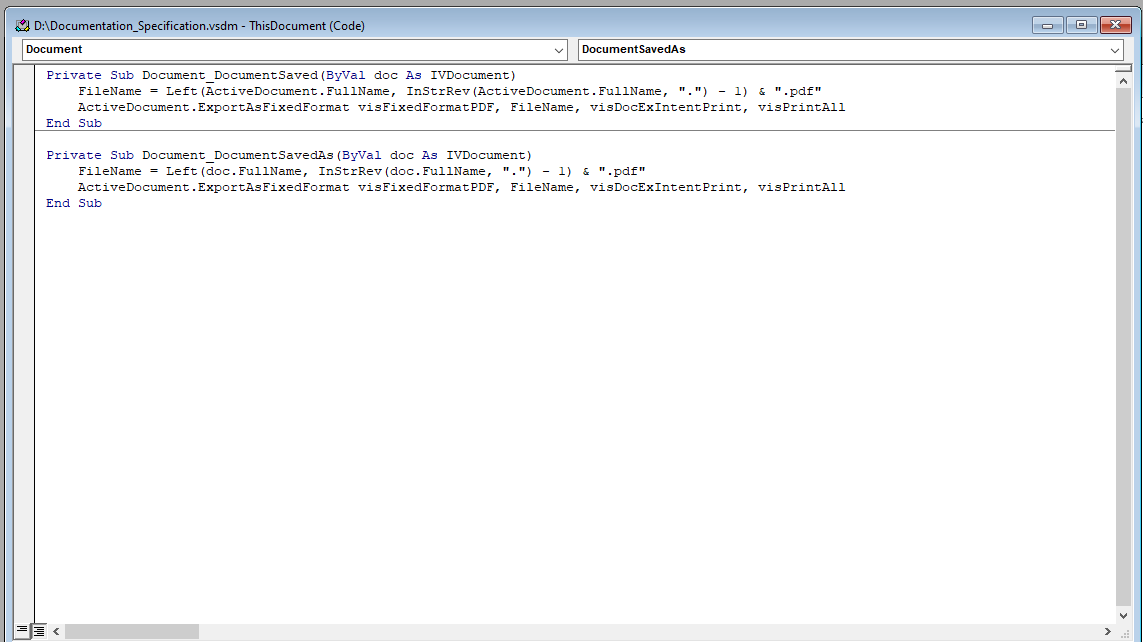 D:\Documentation_Specification.vsdm - ThisDocument (Code)
Document DocumentSavedAs
Private Sub Document_DocumentSaved(ByVal doc As IVDocument)
    FileName = Left(ActiveDocument.FullName, InStrRev(ActiveDocument.FullName, ".") - 1) & ".pdf"
    ActiveDocument.ExportAsFixedFormat visFixedFormatPDF, FileName, visDocExIntentPrint, visPrintAll
End Sub
Private Sub Document_DocumentSavedAs(ByVal doc As IVDocument)
    FileName = Left(doc.FullName, InStrRev(doc.FullName, ".") - 1) & ".pdf"
    ActiveDocument.ExportAsFixedFormat visFixedFormatPDF, FileName, visDocExIntentPrint, visPrintAll
End Sub